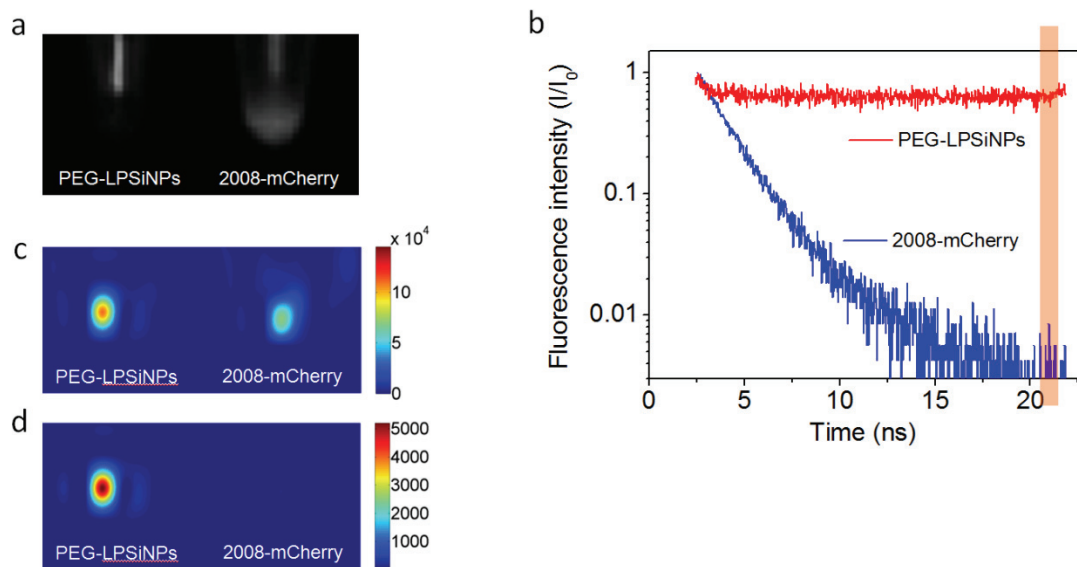 a
PEG-LPSiNPs 2008-mCherry
b
Fluorescence intensity (I/I0)
1
0.1
0.01
PEG-LPSiNPs
2008-mCherry
0 5 10 15 20
Time (ns)
c
x 10^4
10
5
0
PEG-LPSiNPs 2008-mCherry
d
5000
4000
3000
2000
1000
PEG-LPSiNPs 2008-mCherry